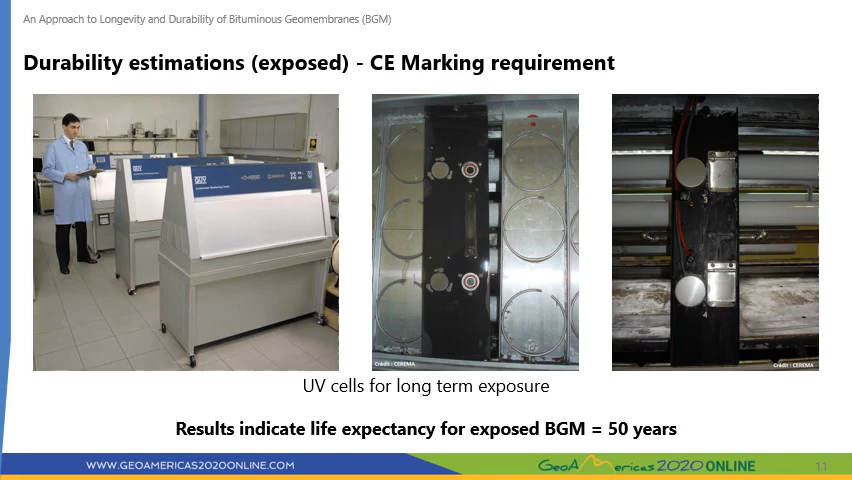 An Approach to Longevity and Durability of Bituminous Geomembranes (BGM)
Durability estimations (exposed) - CE Marking requirement
QUV
QUV
Crédit : CEREMA
Crédit : CEREMA
UV cells for long term exposure
Results indicate life expectancy for exposed BGM = 50 years
WWW.GEOAMERICAS2020ONLINE.COM
GeoAmericas2020 ONLINE
11